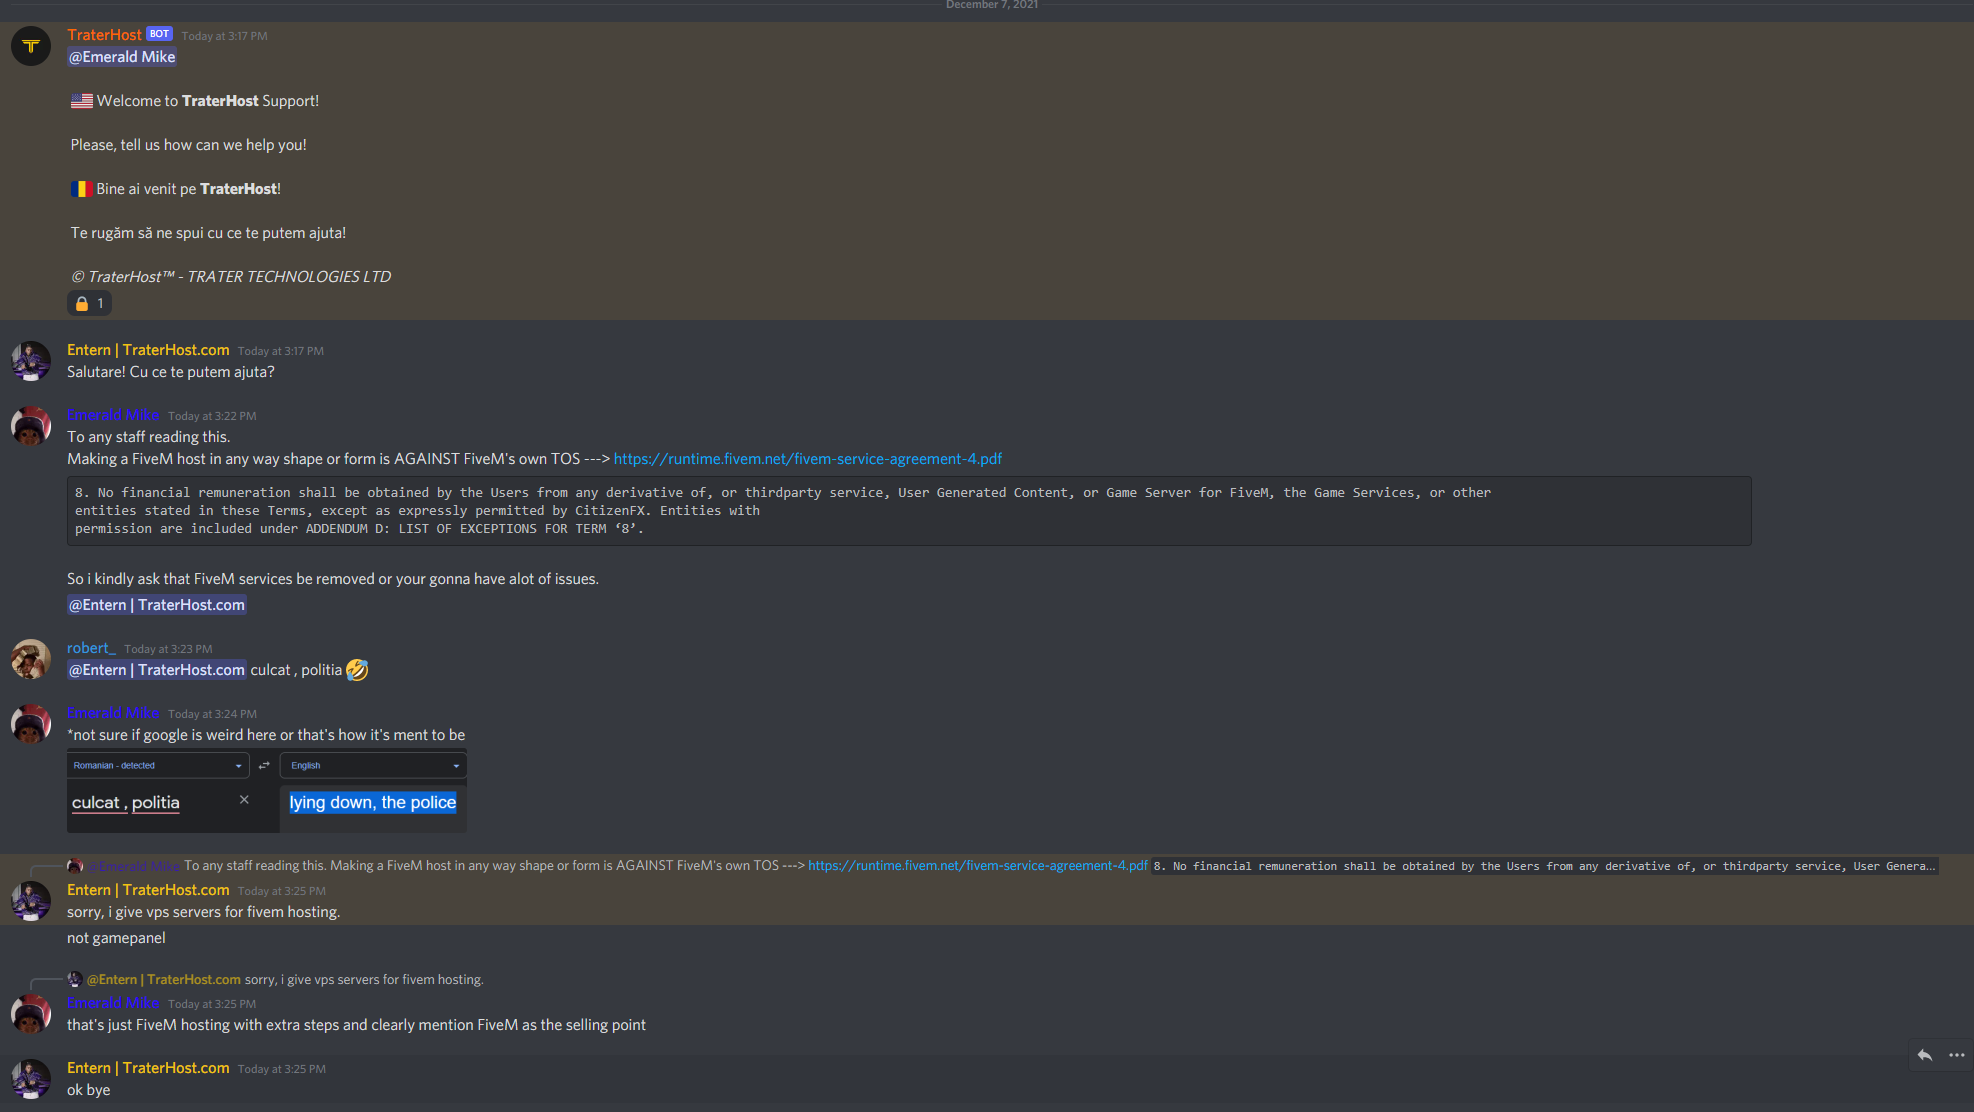 December 7, 2021
TraterHost BOT Today at 3:17 PM
@Emerald Mike
Welcome to TraterHost Support!
Please, tell us how can we help you!
Bine ai venit pe TraterHost!
Te rugăm să ne spui cu ce te putem ajuta!
© TraterHost™ - TRATER TECHNOLOGIES LTD
1
Entern | TraterHost.com Today at 3:17 PM
Salutare! Cu ce te putem ajuta?
Emerald Mike Today at 3:22 PM
To any staff reading this.
Making a FiveM host in any way shape or form is AGAINST FiveM's own TOS ---> https://runtime.fivem.net/fivem-service-agreement-4.pdf
8. No financial remuneration shall be obtained by the Users from any derivative of, or thirdparty service, User Generated Content, or Game Server for FiveM, the Game Services, or other
entities stated in these Terms, except as expressly permitted by CitizenFX. Entities with
permission are included under ADDENDUM D: LIST OF EXCEPTIONS FOR TERM ‘8’.
So i kindly ask that FiveM services be removed or your gonna have alot of issues.
@Entern | TraterHost.com
robert_ Today at 3:23 PM
@Entern | TraterHost.com culcat , politia 🤣
Emerald Mike Today at 3:24 PM
*not sure if google is weird here or that's how it's ment to be
Romanian - detected English
culcat , politia lying down, the police
@Emerald Mike To any staff reading this. Making a FiveM host in any way shape or form is AGAINST FiveM's own TOS ---> https://runtime.fivem.net/fivem-service-agreement-4.pdf 8. No financial remuneration shall be obtained by the Users from any derivative of, or thirdparty service, User Genera...
Entern | TraterHost.com Today at 3:25 PM
sorry, i give vps servers for fivem hosting.
not gamepanel
@Entern | TraterHost.com sorry, i give vps servers for fivem hosting.
Emerald Mike Today at 3:25 PM
that's just FiveM hosting with extra steps and clearly mention FiveM as the selling point
Entern | TraterHost.com Today at 3:25 PM
ok bye